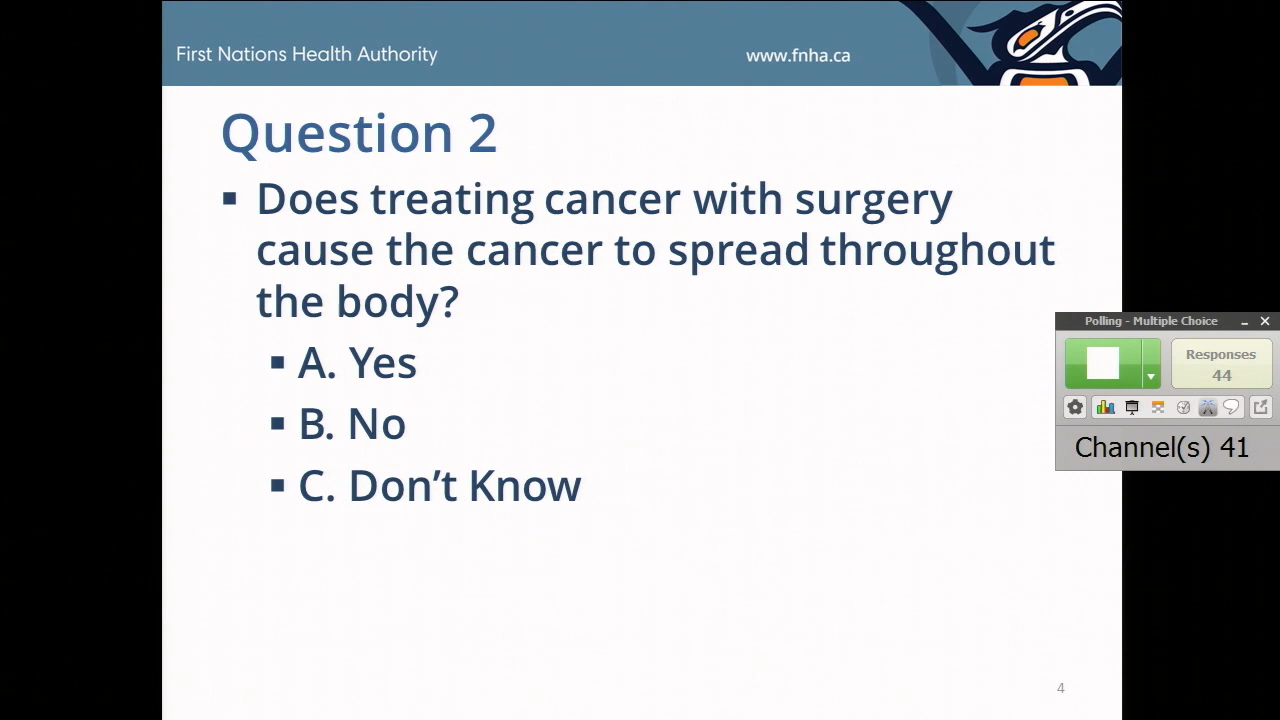 First Nations Health Authority
www.fnha.ca
Question 2
▪ Does treating cancer with surgery
cause the cancer to spread throughout
the body?
▪ A. Yes
▪ B. No
▪ C. Don’t Know
Polling - Multiple Choice
Responses
44
Channel(s) 41
4